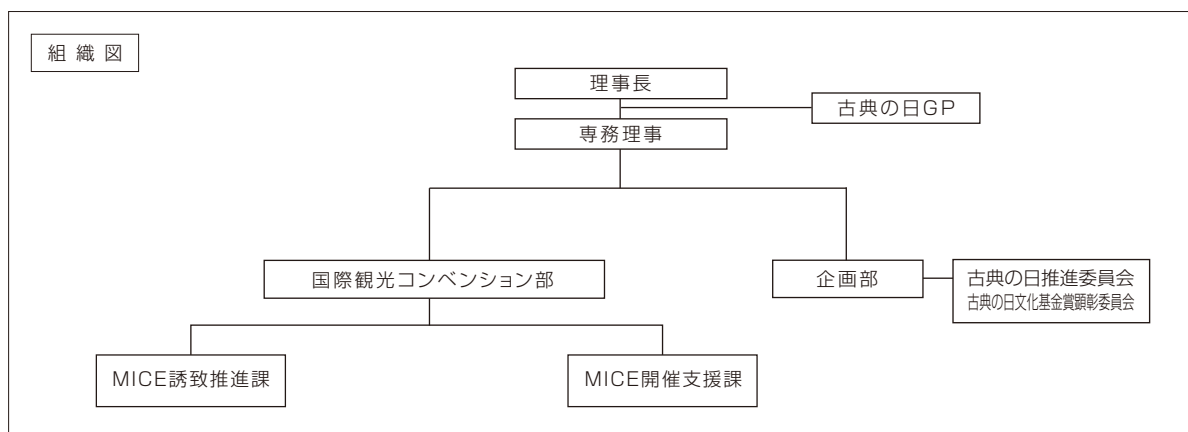 組織図
理事長
古典の日GP
専務理事
国際観光コンベンション部
企画部
古典の日推進委員会
古典の日文化基金賞顕彰委員会
MICE誘致推進課
MICE開催支援課